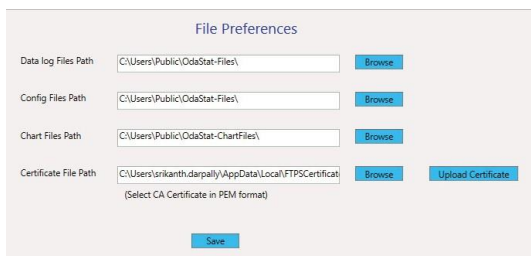 File Preferences
Data log Files Path C:\Users\Public\OdaStat-Files\ Browse
Config Files Path C:\Users\Public\OdaStat-Files\ Browse
Chart Files Path C:\Users\Public\OdaStat-ChartFiles\ Browse
Certificate File Path C:\Users\srikanth.darpally\AppData\Local\FTPSCertificat Browse Upload Certificate
(Select CA Certificate in PEM format)
Save